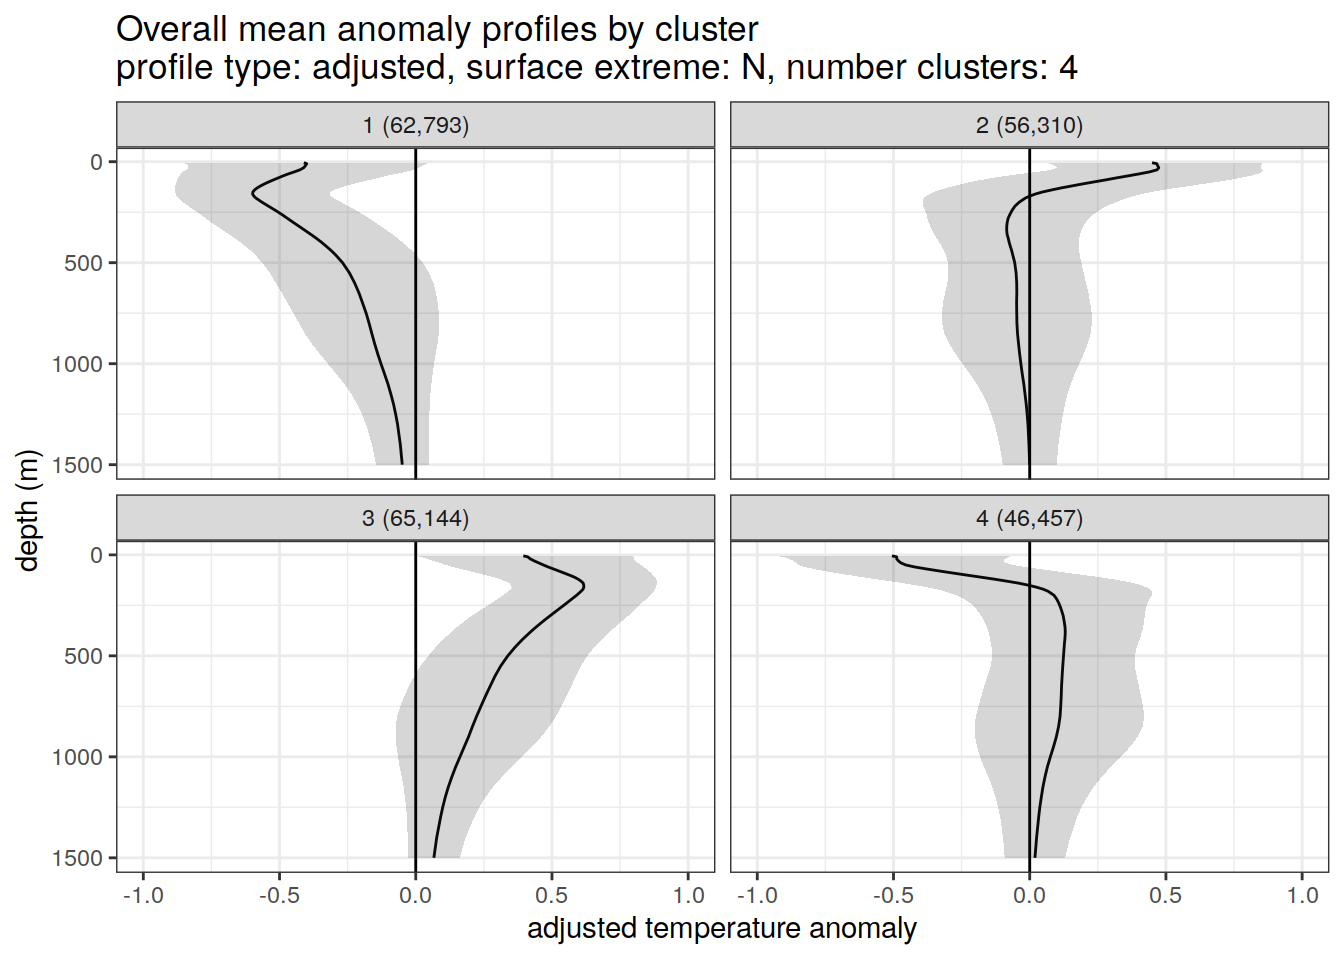 Overall mean anomaly profiles by cluster
profile type: adjusted, surface extreme: N, number clusters: 4
1 (62,793)
2 (56,310)
0
500
1000
1500
3 (65,144)
4 (46,457)
0
500
1000
1500
depth (m)
-1.0 -0.5 0.0 0.5 1.0 -1.0 -0.5 0.0 0.5 1.0
adjusted temperature anomaly